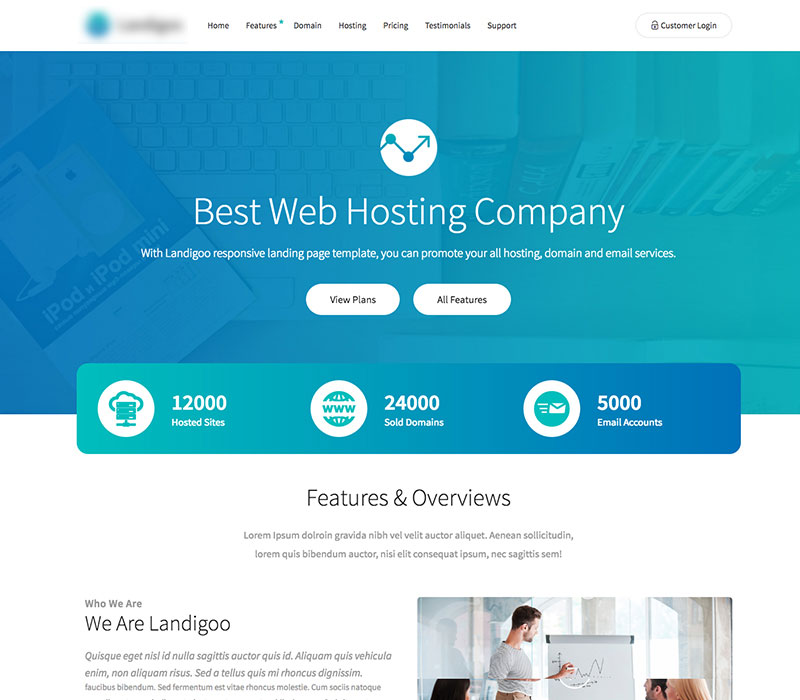 Landigoo
Home Features Domain Hosting Pricing Testimonials Support Customer Login
iPod и iPod mini
Best Web Hosting Company
With Landigoo responsive landing page template, you can promote your all hosting, domain and email services.
View Plans All Features
12000
Hosted Sites
WWW
24000
Sold Domains
5000
Email Accounts
Features & Overviews
Lorem Ipsum dolroin gravida nibh vel velit auctor aliquet. Aenean sollicitudin,
lorem quis bibendum auctor, nisi elit consequat ipsum, nec sagittis sem!
Who We Are
We Are Landigoo
Quisque eget nisl id nulla sagittis auctor quis id. Aliquam quis vehicula
enim, non aliquam risus. Sed a tellus quis mi rhoncus dignissim.
faucibus bibendum. Sed fermentum est vitae rhoncus molestie. Cum sociis natoque